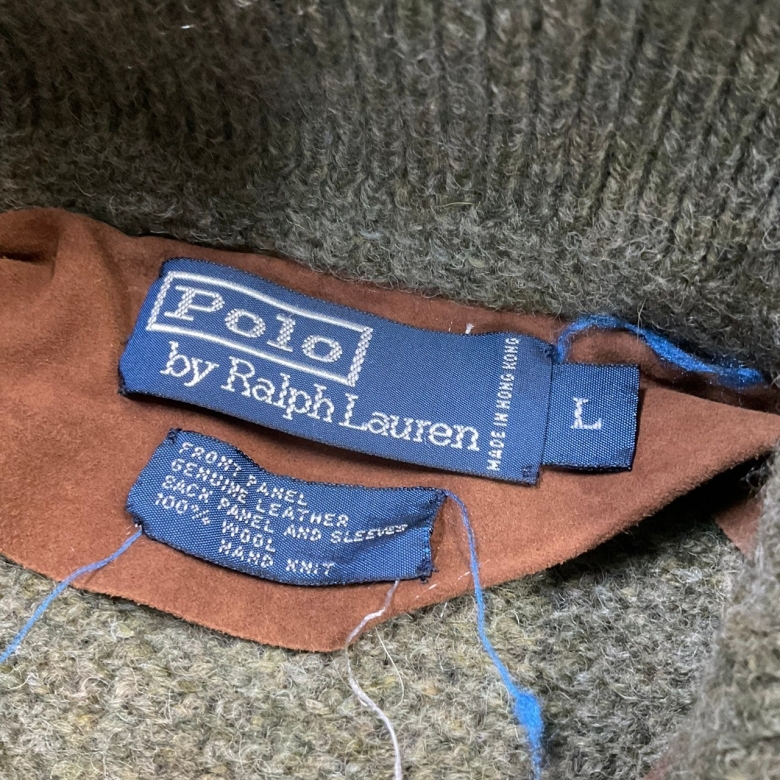 Polo
by Ralph Lauren
MADE IN HONG KONG
L
FRONT PANEL
GENUINE LEATHER
BACK PANEL AND SLEEVES
100% WOOL
HAND KNIT